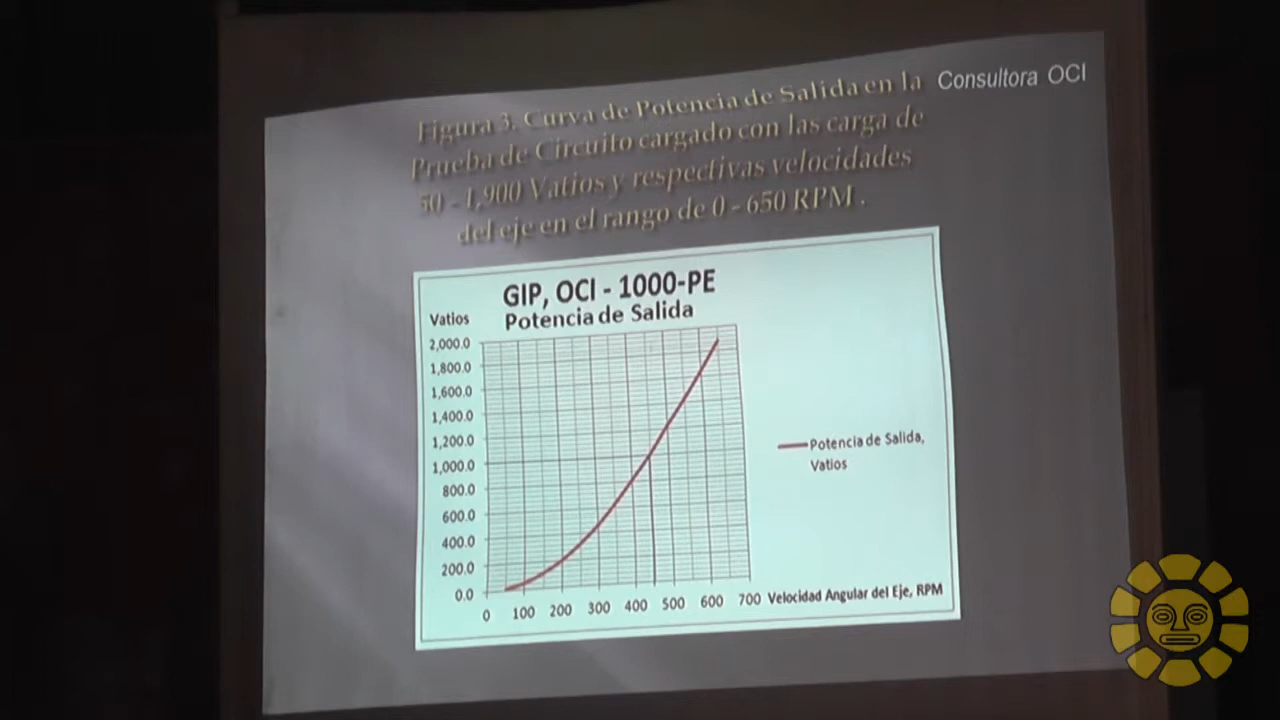 Consultora OCI
Figura 3. Curva de Potencia de Salida en la
Prueba de Circuito cargado con las carga de
50 - 1,900 Vatios y respectivas velocidades
del eje en el rango de 0 - 650 RPM .
GIP, OCI - 1000-PE
Potencia de Salida
Vatios
2,000.0
1,800.0
1,600.0
1,400.0
1,200.0
1,000.0
800.0
600.0
400.0
200.0
0.0
0 100 200 300 400 500 600 700
Velocidad Angular del Eje, RPM
Potencia de Salida,
Vatios